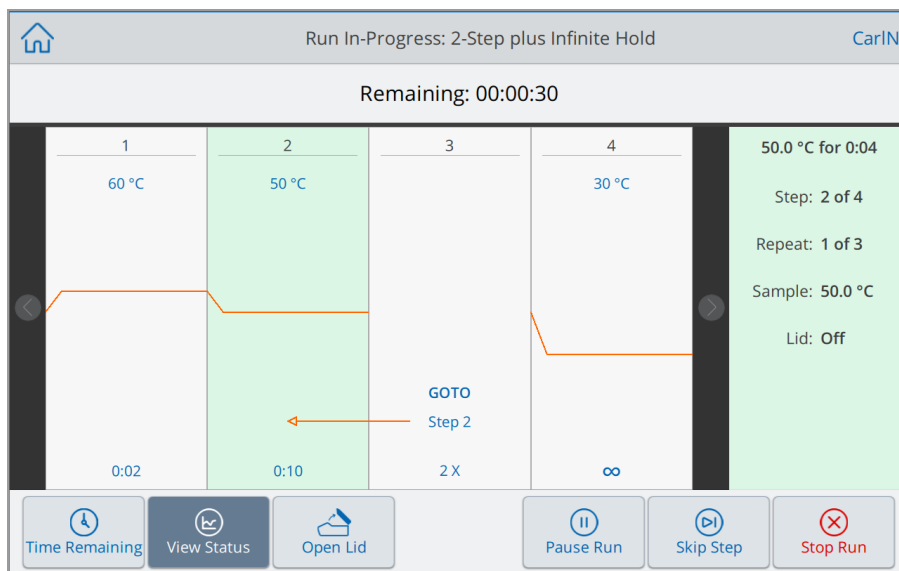 Run In-Progress: 2-Step plus Infinite Hold
CarlN
Remaining: 00:00:30
1
2
3
4
60 °C
50 °C
30 °C
GOTO
Step 2
0:02
0:10
2 X
∞
50.0 °C for 0:04
Step: 2 of 4
Repeat: 1 of 3
Sample: 50.0 °C
Lid: Off
Time Remaining
View Status
Open Lid
Pause Run
Skip Step
Stop Run